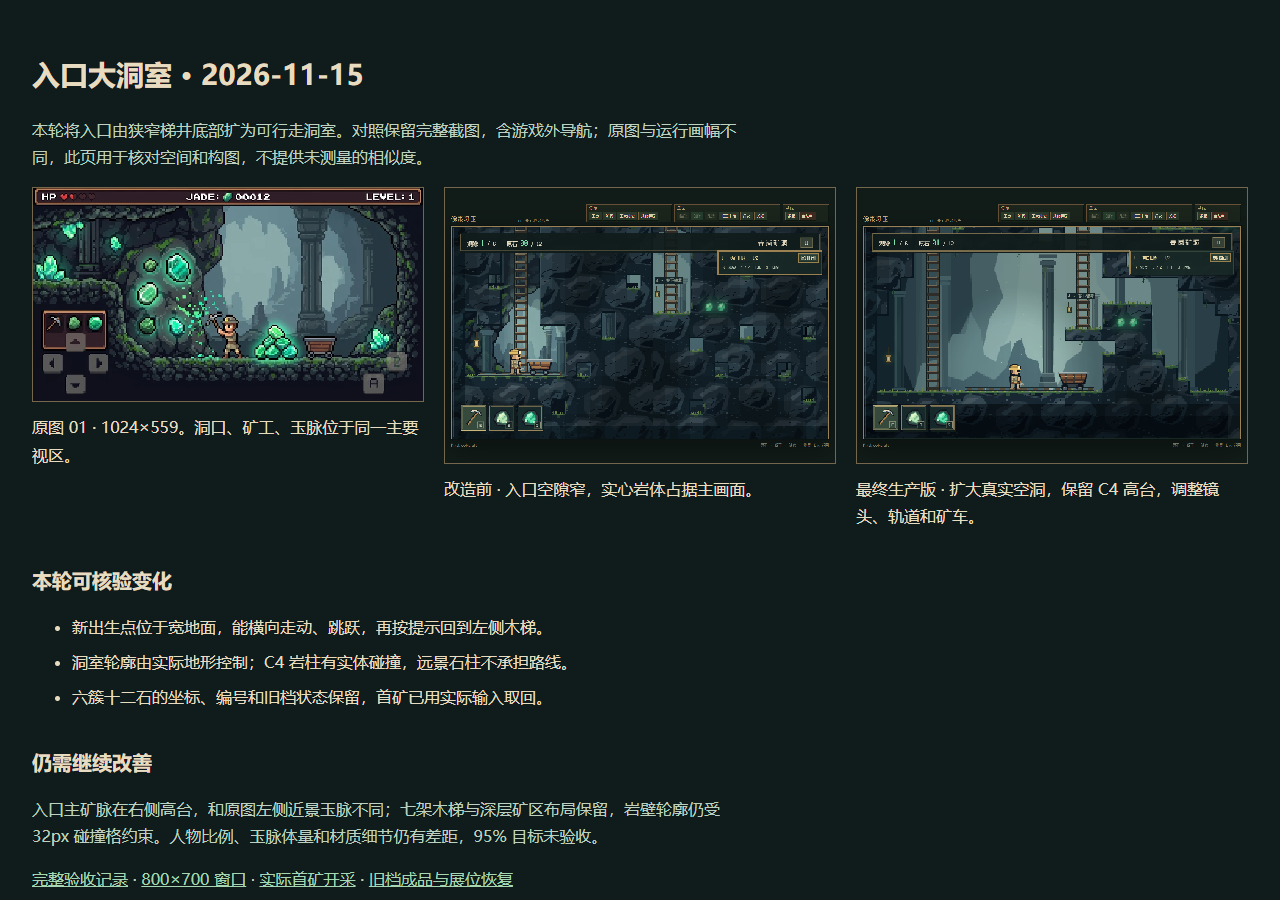 入口大洞室 • 2026-11-15
本轮将入口由狭窄梯井底部扩为可行走洞室。对照保留完整截图，含游戏外导航；原图与运行画幅不
同，此页用于核对空间和构图，不提供未测量的相似度。
HP
JADE: 00012
LEVEL: 1
B
A
原图 01 · 1024×559。洞口、矿工、玉脉位于同一主要
视区。
改造前 · 入口空隙窄，实心岩体占据主画面。
最终生产版 · 扩大真实空洞，保留 C4 高台，调整镜
头、轨道和矿车。
本轮可核验变化
• 新出生点位于宽地面，能横向走动、跳跃，再按提示回到左侧木梯。
• 洞室轮廓由实际地形控制；C4 岩柱有实体碰撞，远景石柱不承担路线。
• 六簇十二石的坐标、编号和旧档状态保留，首矿已用实际输入取回。
仍需继续改善
入口主矿脉在右侧高台，和原图左侧近景玉脉不同；七架木梯与深层矿区布局保留，岩壁轮廓仍受
32px 碰撞格约束。人物比例、玉脉体量和材质细节仍有差距，95% 目标未验收。
完整验收记录 · 800×700 窗口 · 实际首矿开采 · 旧档成品与展位恢复